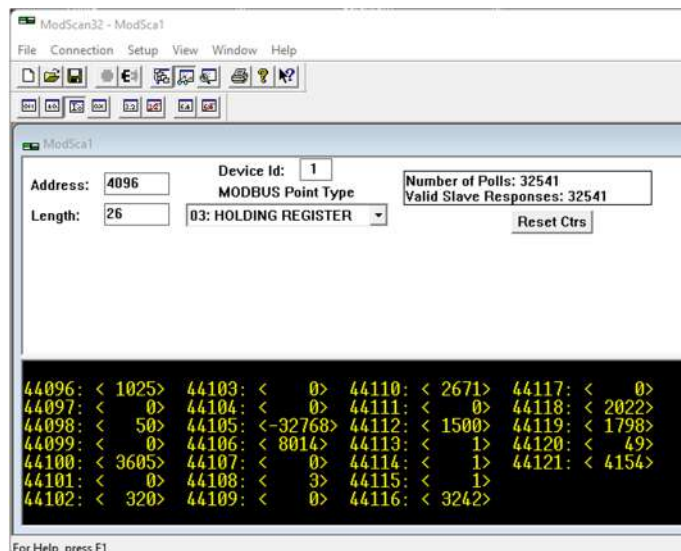 ModScan32 - ModSca1
File Connection Setup View Window Help
ModSca1
Address: 4096
Device Id: 1
MODBUS Point Type
Length: 26
03: HOLDING REGISTER
Number of Polls: 32541
Valid Slave Responses: 32541
Reset Ctrs
44096: < 1025> 44103: < 0> 44110: < 2671> 44117: < 0>
44097: < 0> 44104: < 0> 44111: < 0> 44118: < 2022>
44098: < 50> 44105: <-32768> 44112: < 1500> 44119: < 1798>
44099: < 0> 44106: < 8014> 44113: < 1> 44120: < 49>
44100: < 3605> 44107: < 0> 44114: < 1> 44121: < 4154>
44101: < 0> 44108: < 3> 44115: < 1>
44102: < 320> 44109: < 0> 44116: < 3242>
For Help, press F1